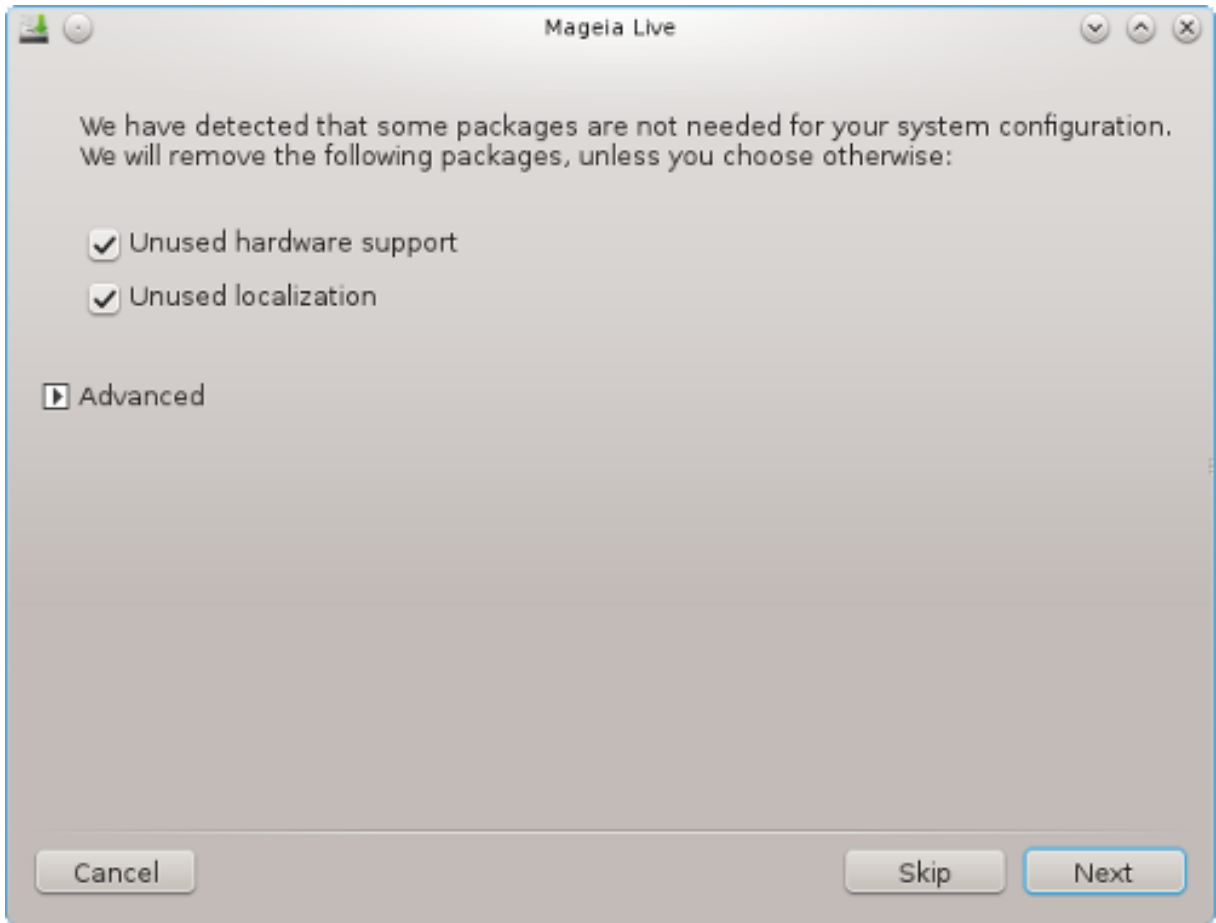 Mageia Live
We have detected that some packages are not needed for your system configuration.
We will remove the following packages, unless you choose otherwise:
Unused hardware support
Unused localization
Advanced
Cancel
Skip
Next